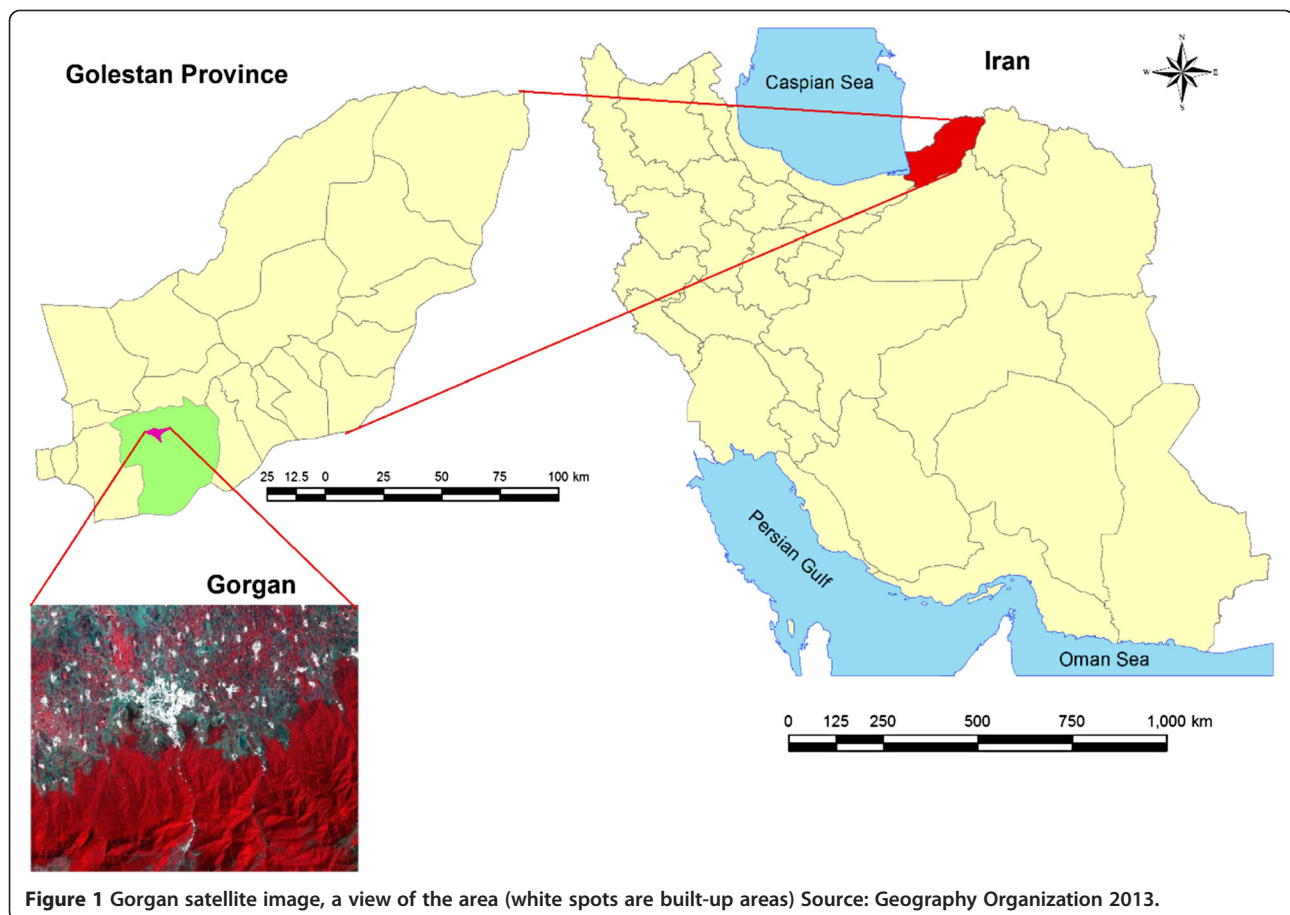 Golestan Province
Iran
Caspian Sea
N
W
E
S
25 12.5 0 25 50 75 100 km
Persian Gulf
Gorgan
Oman Sea
0 125 250 500 750 1,000 km
Figure 1 Gorgan satellite image, a view of the area (white spots are built-up areas) Source: Geography Organization 2013.